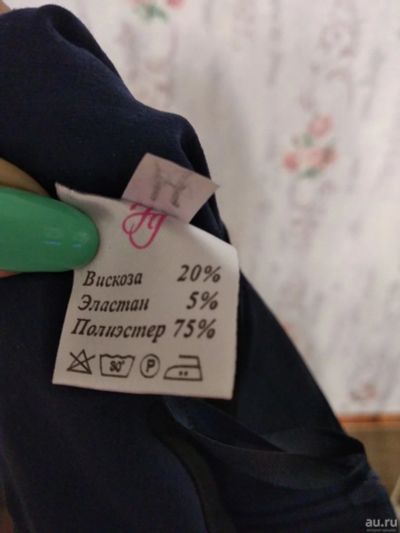 Вискоза 20%
Эластан 5%
Полиэстер 75%
30°
P
au.ru